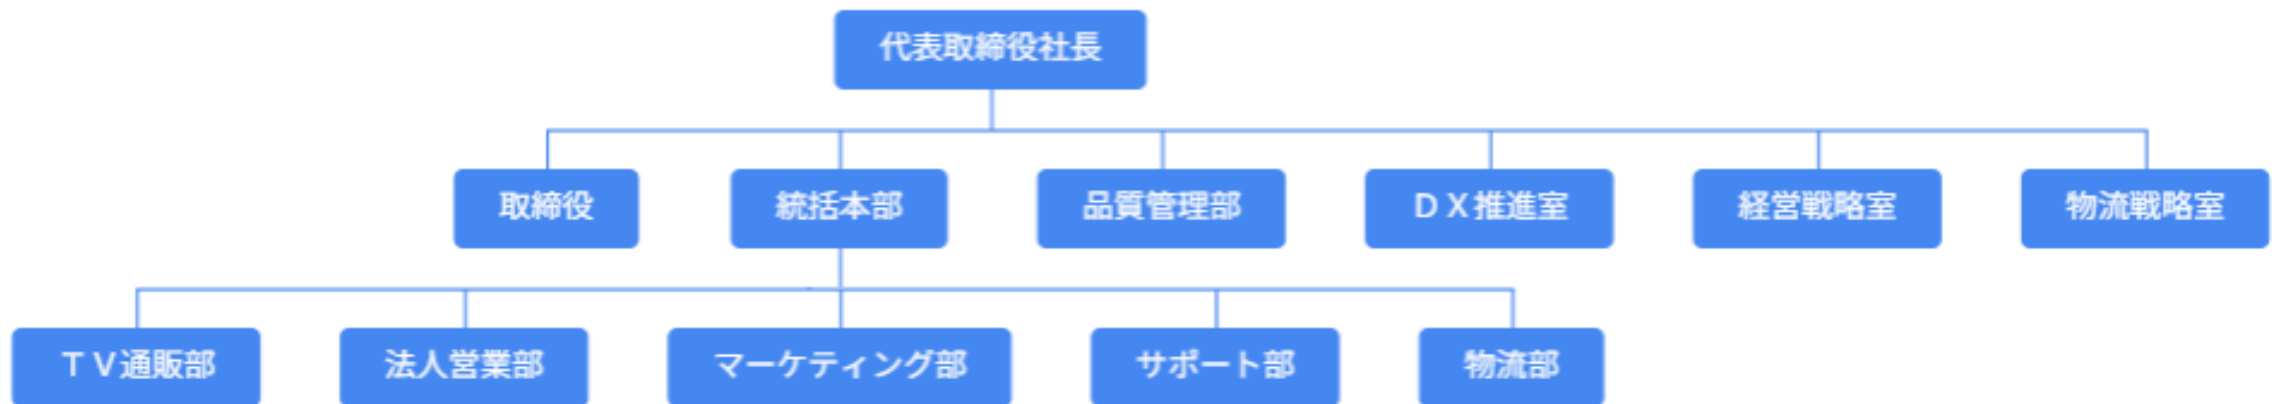 代表取締役社長
取締役
統括本部
品質管理部
ＤＸ推進室
経営戦略室
物流戦略室
ＴＶ通販部
法人営業部
マーケティング部
サポート部
物流部